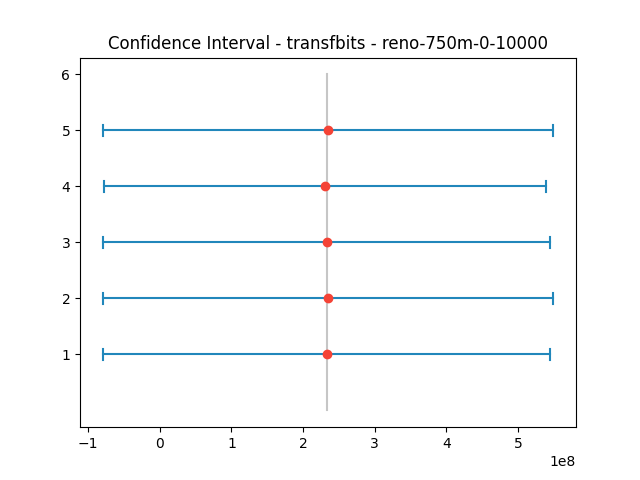 Confidence Interval - transfbits - reno-750m-0-10000
6
5
4
3
2
1
−1 0 1 2 3 4 5
1e8